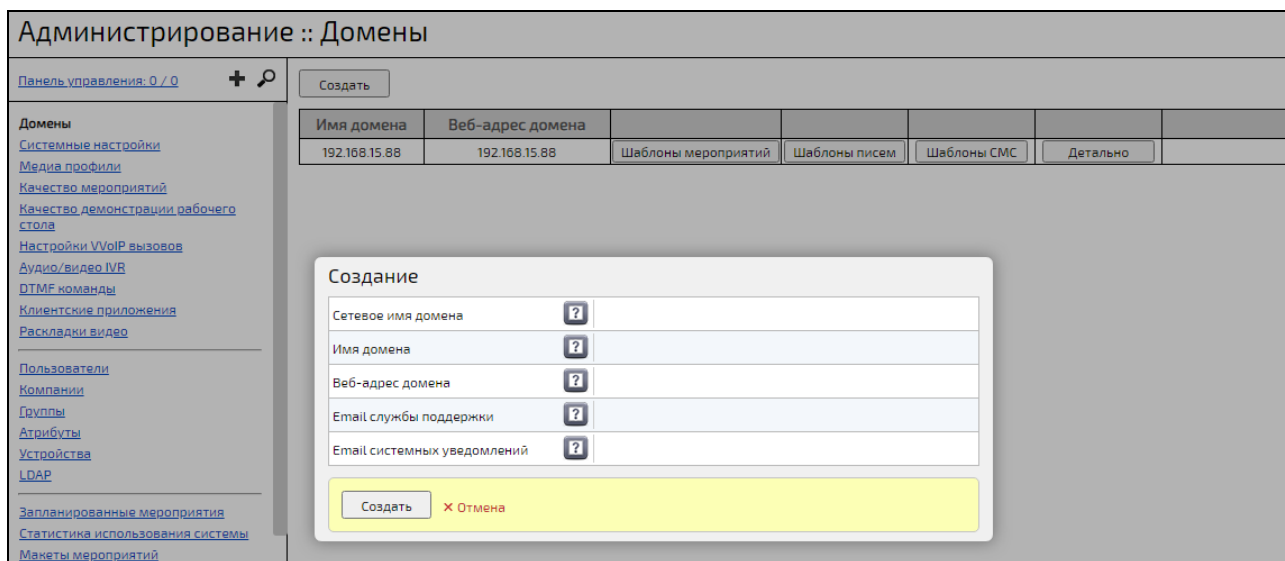 Администрирование :: Домены
Панель управления: 0 / 0
Домены
Системные настройки
Медиа профили
Качество мероприятий
Качество демонстрации рабочего
стола
Настройки VVoIP вызовов
Аудио/видео IVR
DTMF команды
Клиентские приложения
Раскладки видео
Пользователи
Компании
Группы
Атрибуты
Устройства
LDAP
Запланированные мероприятия
Статистика использования системы
Макеты мероприятий
Создать
Имя домена Веб-адрес домена
192.168.15.88 192.168.15.88 Шаблоны мероприятий Шаблоны писем Шаблоны СМС Детально
Создание
Сетевое имя домена ?
Имя домена ?
Веб-адрес домена ?
Email службы поддержки ?
Email системных уведомлений ?
Создать × Отмена